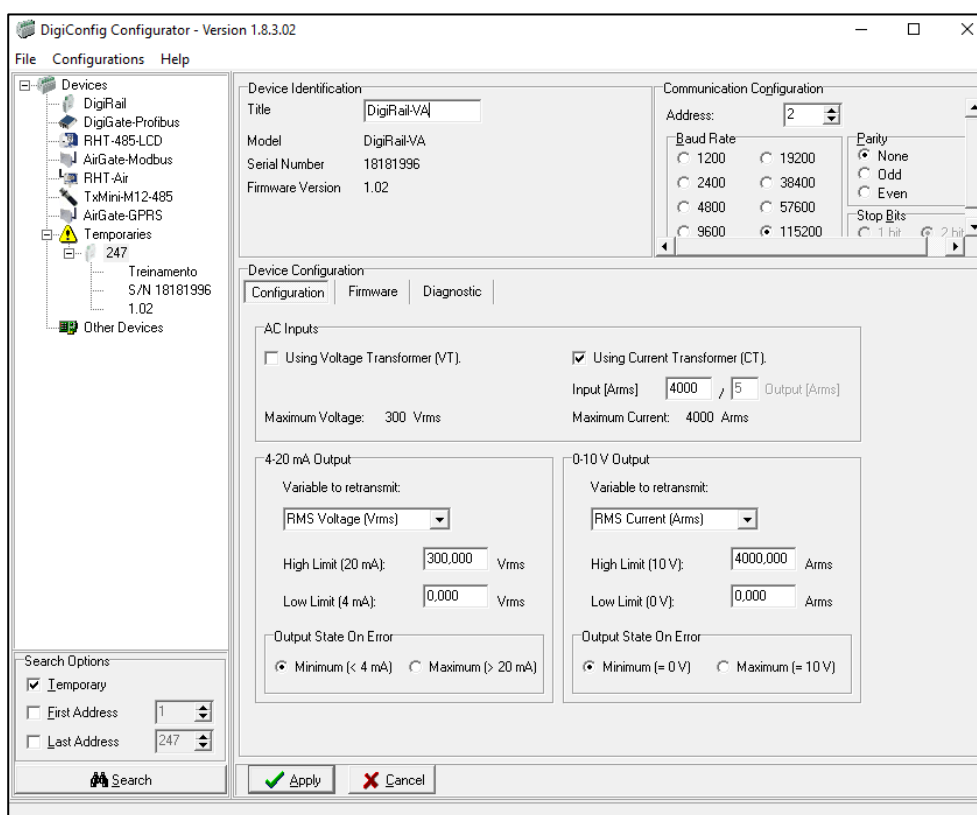 DigiConfig Configurator - Version 1.8.3.02
File Configurations Help
Devices
DigiRail
DigiGate-Profibus
RHT-485-LCD
AirGate-Modbus
RHT-Air
TxMini-M12-485
AirGate-GPRS
Temporaries
247
Treinamento
S/N 18181996
1.02
Other Devices
Search Options
Temporary
First Address 1
Last Address 247
Search
Device Identification
Title DigiRail-VA
Model DigiRail-VA
Serial Number 18181996
Firmware Version 1.02
Communication Configuration
Address: 2
Baud Rate
1200 19200
2400 38400
4800 57600
9600 115200
Parity
None
Odd
Even
Stop Bits
1 bit 2 bit
Device Configuration
Configuration Firmware Diagnostic
AC Inputs
Using Voltage Transformer (VT). Using Current Transformer (CT).
Input [Arms] 4000 / 5 Output [Arms]
Maximum Voltage: 300 Vrms Maximum Current: 4000 Arms
4-20 mA Output
Variable to retransmit:
RMS Voltage (Vrms)
High Limit (20 mA): 300,000 Vrms
Low Limit (4 mA): 0,000 Vrms
Output State On Error
Minimum (< 4 mA) Maximum (> 20 mA)
0-10 V Output
Variable to retransmit:
RMS Current (Arms)
High Limit (10 V): 4000,000 Arms
Low Limit (0 V): 0,000 Arms
Output State On Error
Minimum (= 0 V) Maximum (= 10 V)
Apply Cancel